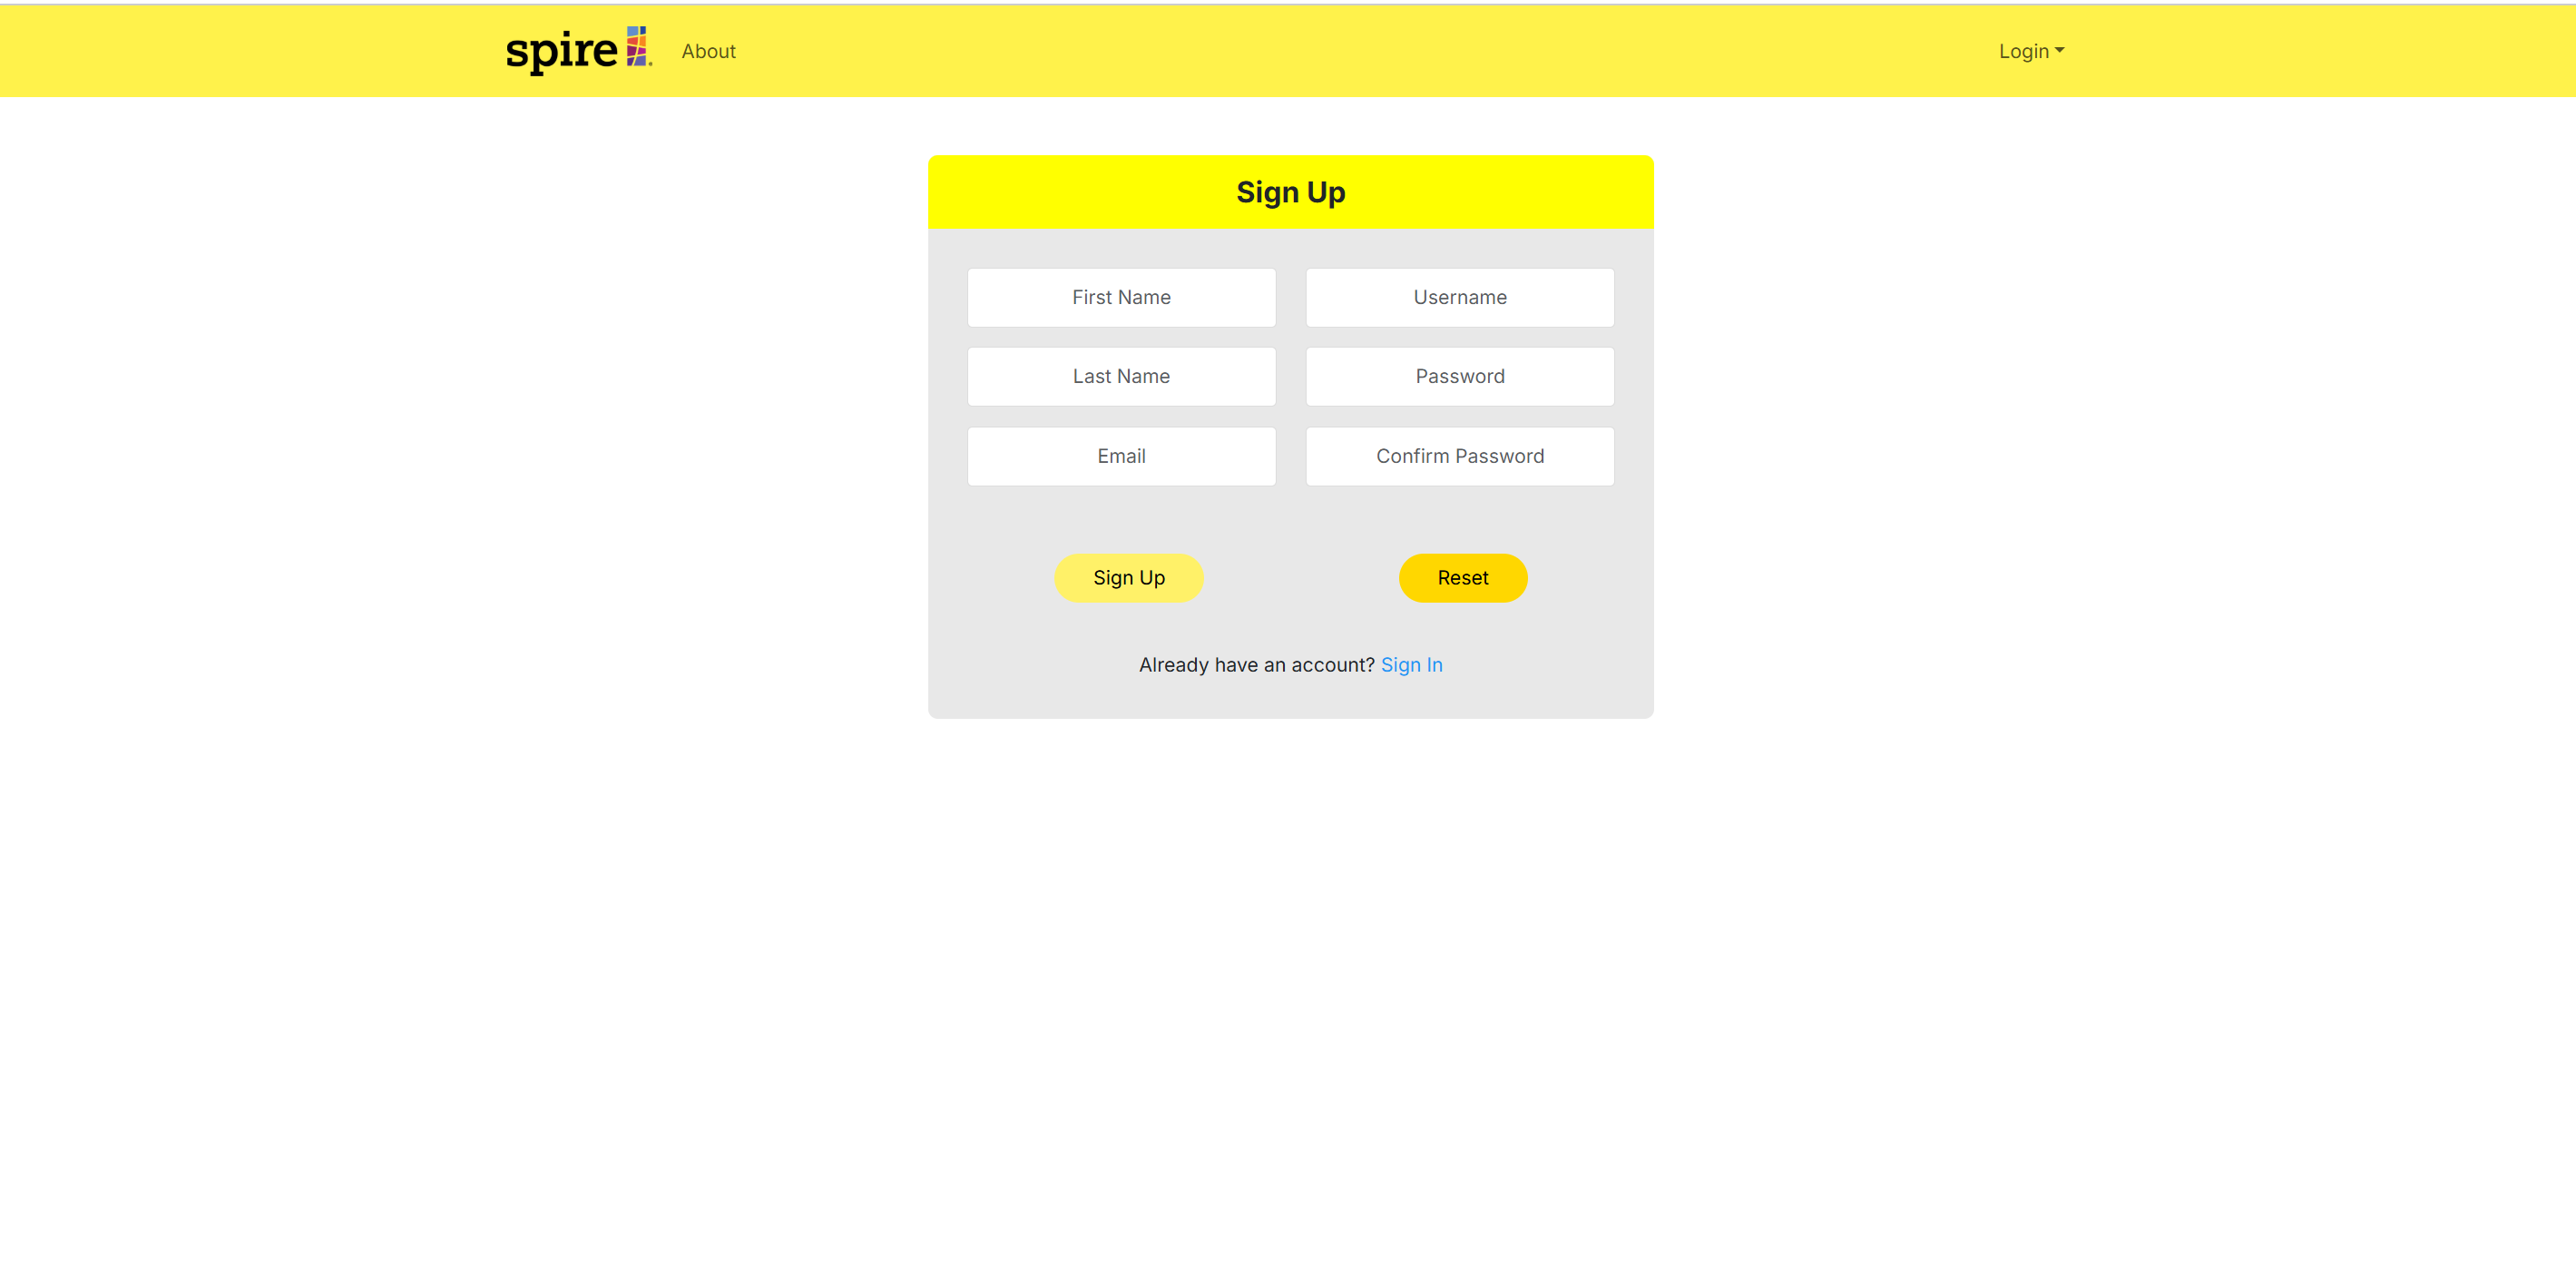 spire About Login
Sign Up
First Name Username
Last Name Password
Email Confirm Password
Sign Up Reset
Already have an account? Sign In